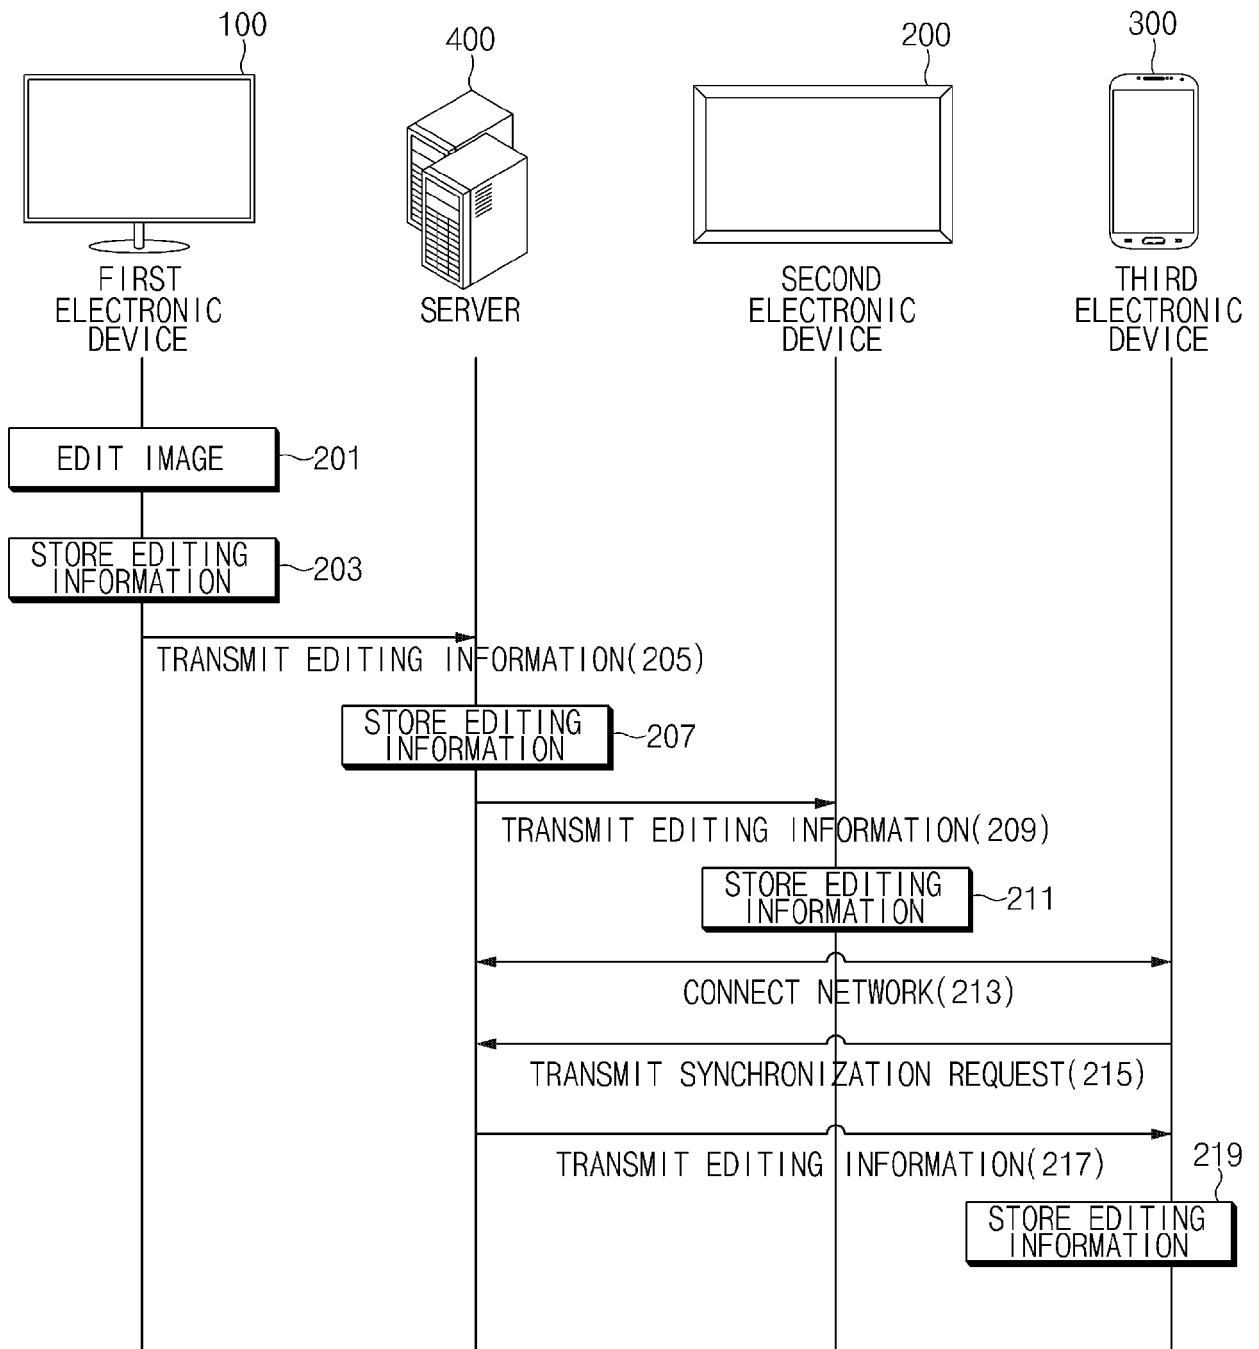 100
400
200
300
FIRST
ELECTRONIC
DEVICE
SERVER
SECOND
ELECTRONIC
DEVICE
THIRD
ELECTRONIC
DEVICE
EDIT IMAGE
201
STORE EDITING
INFORMATION
203
TRANSMIT EDITING INFORMATION(205)
STORE EDITING
INFORMATION
207
TRANSMIT EDITING INFORMATION(209)
STORE EDITING
INFORMATION
211
CONNECT NETWORK(213)
TRANSMIT SYNCHRONIZATION REQUEST(215)
TRANSMIT EDITING INFORMATION(217)
219
STORE EDITING
INFORMATION